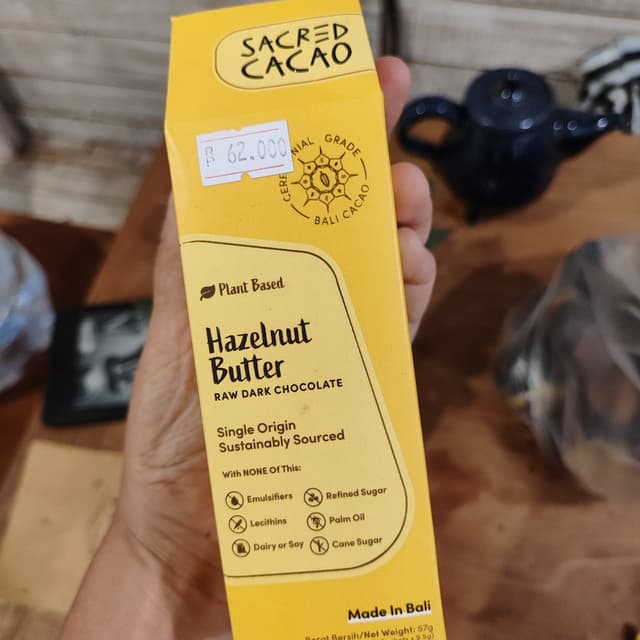 SACRED
CACAO
62.000
CEREMONIAL GRADE
BALI CACAO
Plant Based
Hazelnut
Butter
RAW DARK CHOCOLATE
Single Origin
Sustainably Sourced
With NONE Of This:
Emulsifiers
Refined Sugar
Lecithins
Palm Oil
Dairy or Soy
Cane Sugar
Made In Bali
Berat Bersih/Net Weight: 57g